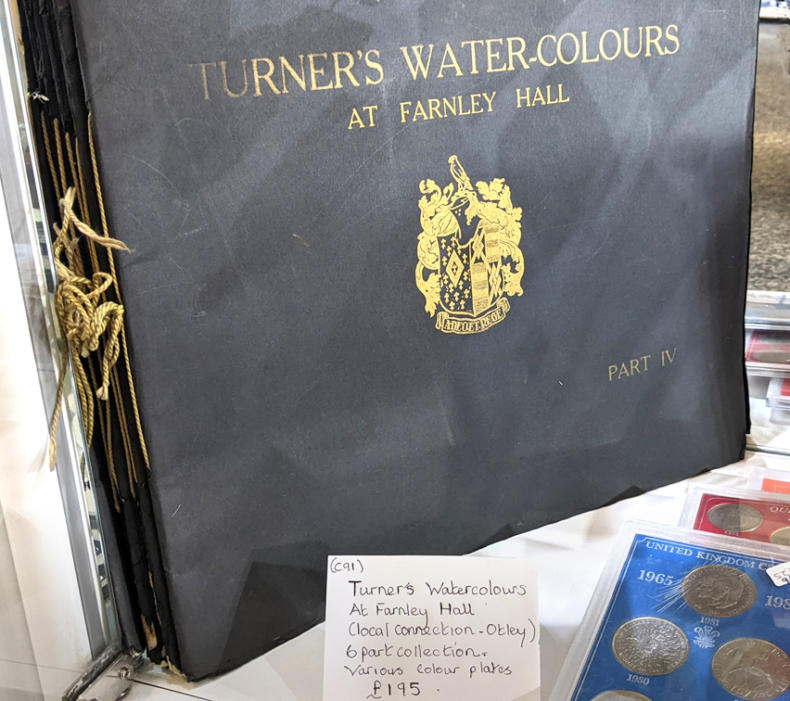 TURNER'S WATER-COLOURS
AT FARNLEY HALL
PART IV
(C91)
Turner's Watercolours
At Farnley Hall
(local connection - Otley)
6 part collection.
Various colour plates
£195.
UNITED KINGDOM
1965
1981
1980